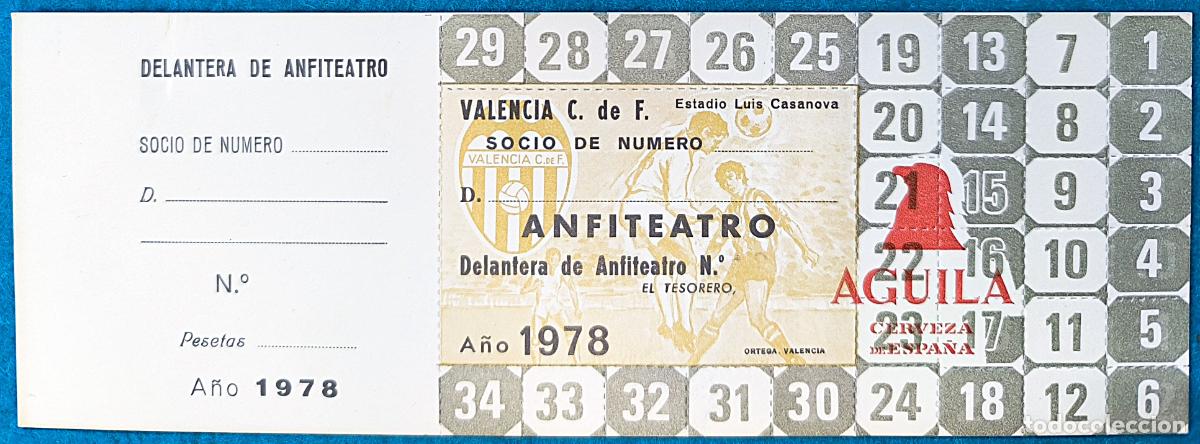 DELANTERA DE ANFITEATRO
SOCIO DE NUMERO
D.
N.º
Pesetas
Año 1978
29 28 27 26 25 19 13 7 1
VALENCIA C. de F. Estadio Luis Casanova
SOCIO DE NUMERO
VALENCIA C. DE F.
D.
ANFITEATRO
Delantera de Anfiteatro N.º
EL TESORERO,
Año 1978
ORTEGA. VALENCIA
20 14 8 2
21 15 9 3
22 16 10 4
AGUILA
CERVEZA
DE ESPAÑA
23 17 11 5
34 33 32 31 30 24 18 12 6
todocoleccion